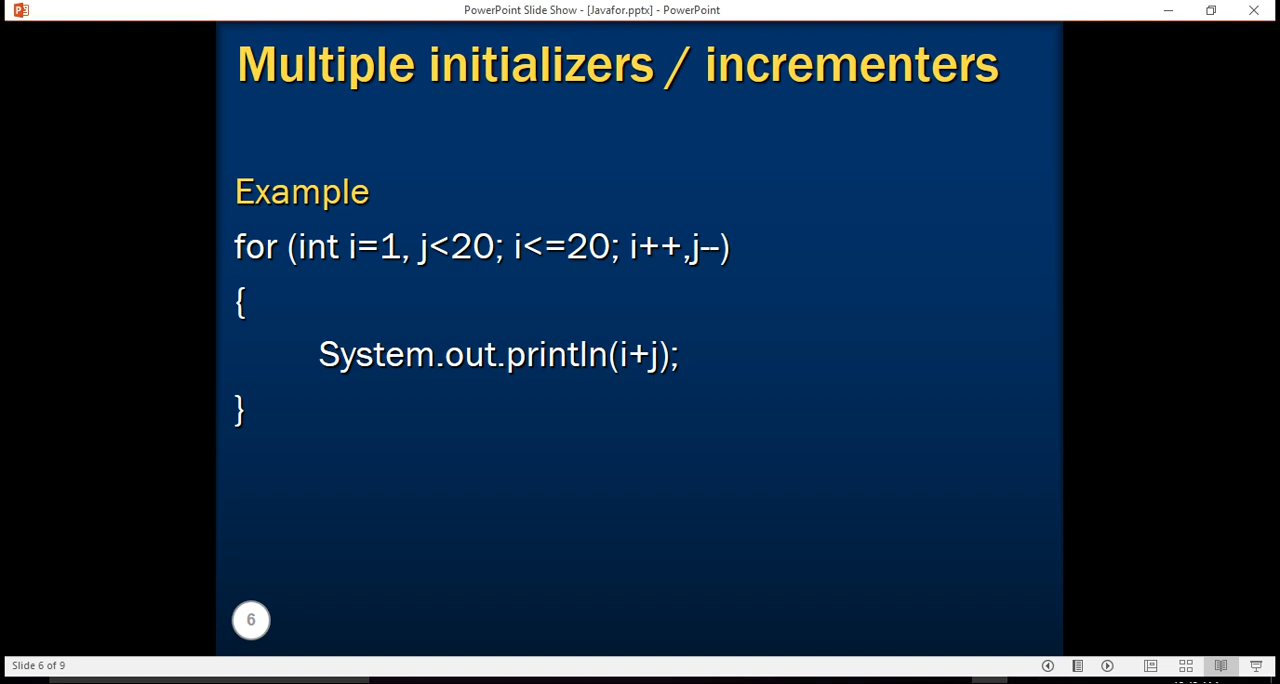 PowerPoint Slide Show - [Javafor.pptx] - PowerPoint
Multiple initializers / incrementers
Example
for (int i=1, j<20; i<=20; i++,j--)
{
System.out.println(i+j);
}
6
Slide 6 of 9